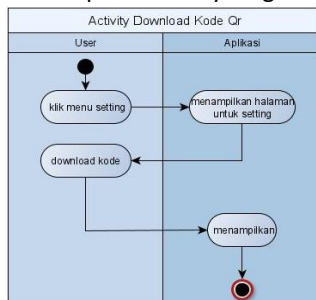 Activity Download Kode Qr
User
Aplikasi
klik menu setting
menampilkan halaman
untuk setting
download kode
menampilkan